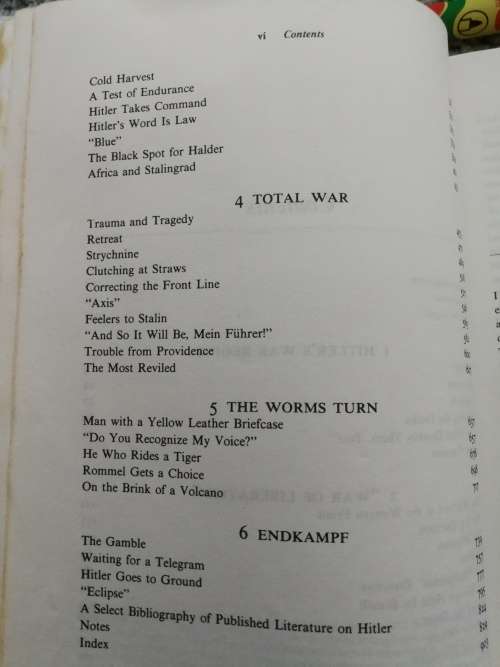 vi Contents
Cold Harvest
A Test of Endurance
Hitler Takes Command
Hitler's Word Is Law
"Blue"
The Black Spot for Halder
Africa and Stalingrad
4 TOTAL WAR
Trauma and Tragedy
Retreat
Strychnine
Clutching at Straws
Correcting the Front Line
"Axis"
Feelers to Stalin
"And So It Will Be, Mein Führer!"
Trouble from Providence
The Most Reviled
5 THE WORMS TURN
Man with a Yellow Leather Briefcase
"Do You Recognize My Voice?"
He Who Rides a Tiger
Rommel Gets a Choice
On the Brink of a Volcano
6 ENDKAMPF
The Gamble
Waiting for a Telegram
Hitler Goes to Ground
"Eclipse"
A Select Bibliography of Published Literature on Hitler
Notes
Index